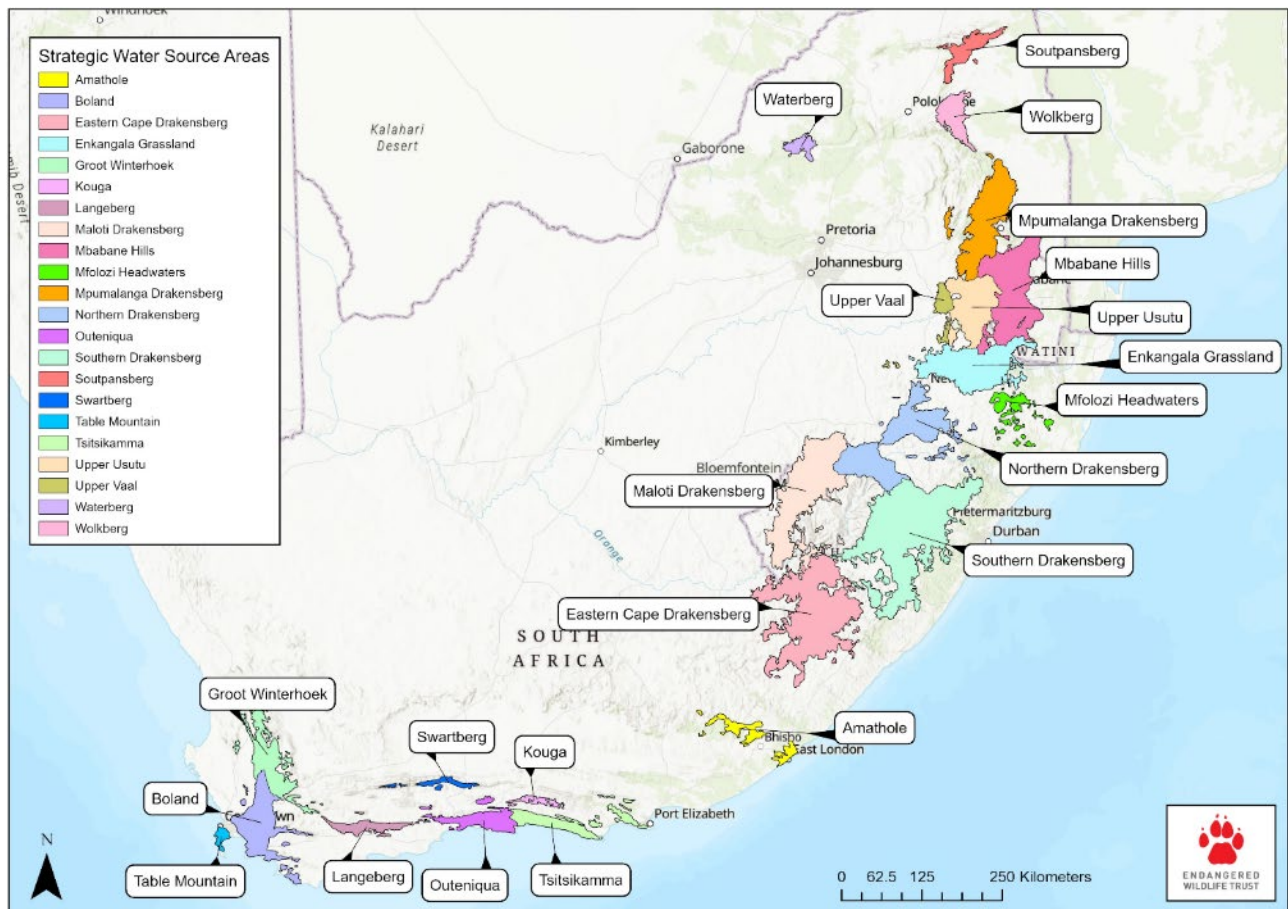 Windhoek
Strategic Water Source Areas
Amathole
Boland
Eastern Cape Drakensberg
Enkangala Grassland
Groot Winterhoek
Kouga
Langeberg
Maloti Drakensberg
Mbabane Hills
Mfolozi Headwaters
Mpumalanga Drakensberg
Northern Drakensberg
Outeniqua
Southern Drakensberg
Soutpansberg
Swartberg
Table Mountain
Tsitsikamma
Upper Usutu
Upper Vaal
Waterberg
Wolkberg
Kalahari
Desert
Gaborone
Waterberg
Soutpansberg
Wolkberg
Pretoria
Johannesburg
Mpumalanga Drakensberg
Mbabane Hills
Upper Vaal
Upper Usutu
WATINI
Enkangala Grassland
Mfolozi Headwaters
Kimberley
Northern Drakensberg
Bloemfontein
Maloti Drakensberg
Pietermaritzburg
Durban
Orange
Southern Drakensberg
Eastern Cape Drakensberg
SOUTH
AFRICA
Groot Winterhoek
Swartberg
Kouga
Amathole
Bhisho
East London
Boland
wn
Port Elizabeth
Table Mountain
Langeberg
Outeniqua
Tsitsikamma
N
0 62.5 125 250 Kilometers
ENDANGERED
WILDLIFE TRUST